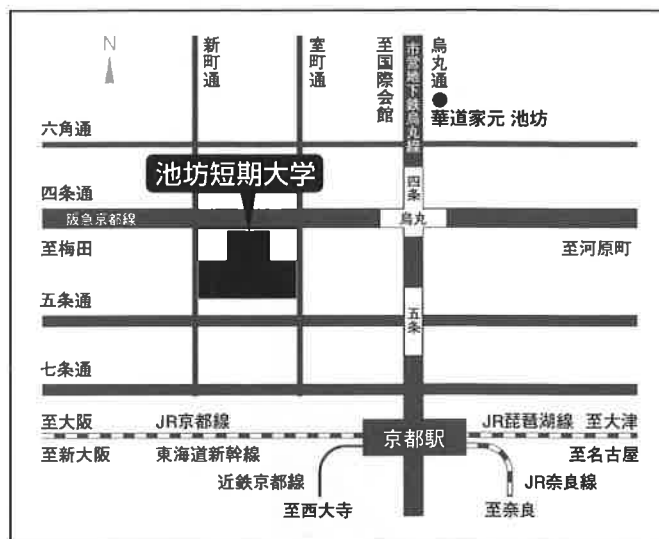 N
新町通
室町通
至国際会館
市営地下鉄烏丸線
烏丸通
華道家元 池坊
六角通
池坊短期大学
四条通
四条
阪急京都線
烏丸
至梅田
至河原町
五条通
五条
七条通
至大阪
JR京都線
京都駅
JR琵琶湖線
至大津
至新大阪
東海道新幹線
至名古屋
近鉄京都線
JR奈良線
至西大寺
至奈良